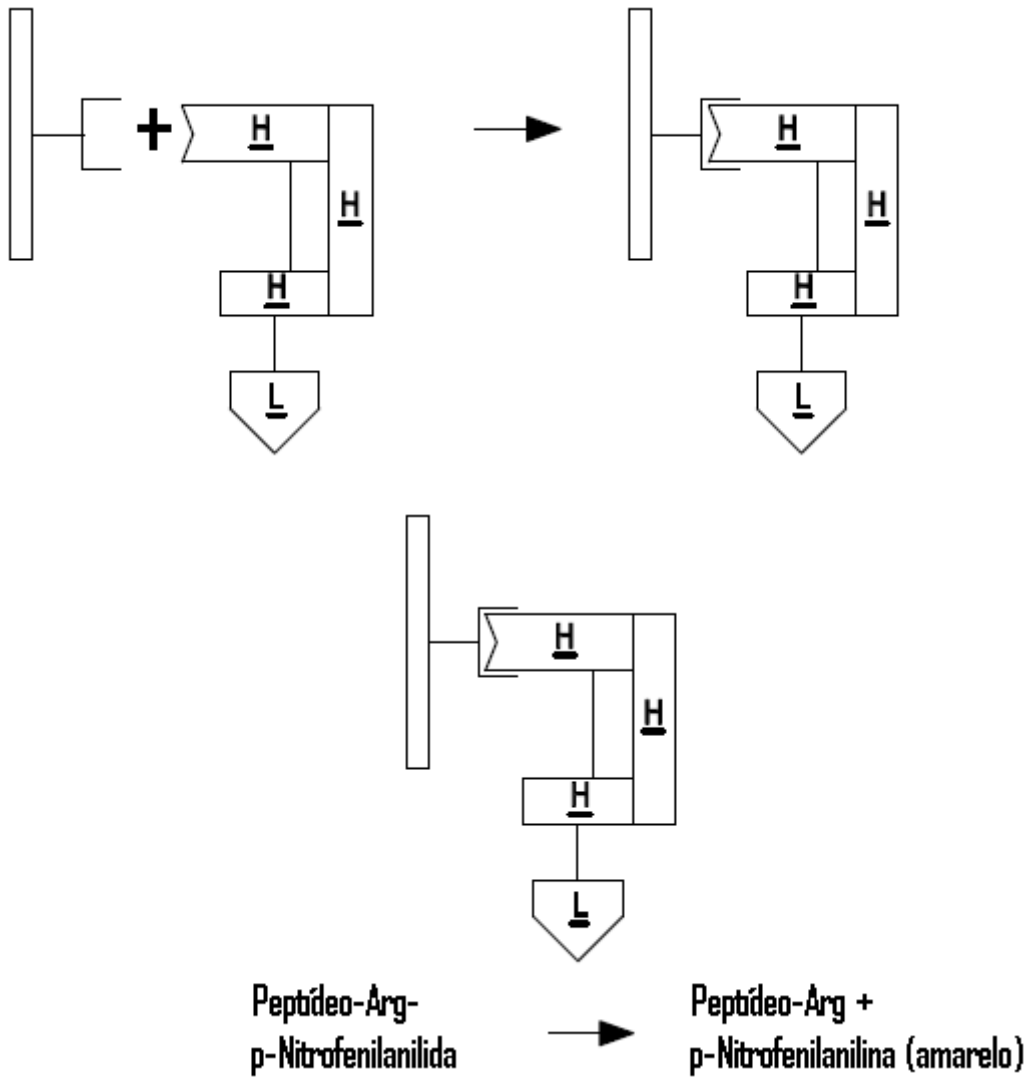 +
H
H
H
L
H
H
H
L
H
H
H
L
Peptídeo-Arg-
p-Nitrofenilanilida
Peptídeo-Arg +
p-Nitrofenilanilina (amarelo)